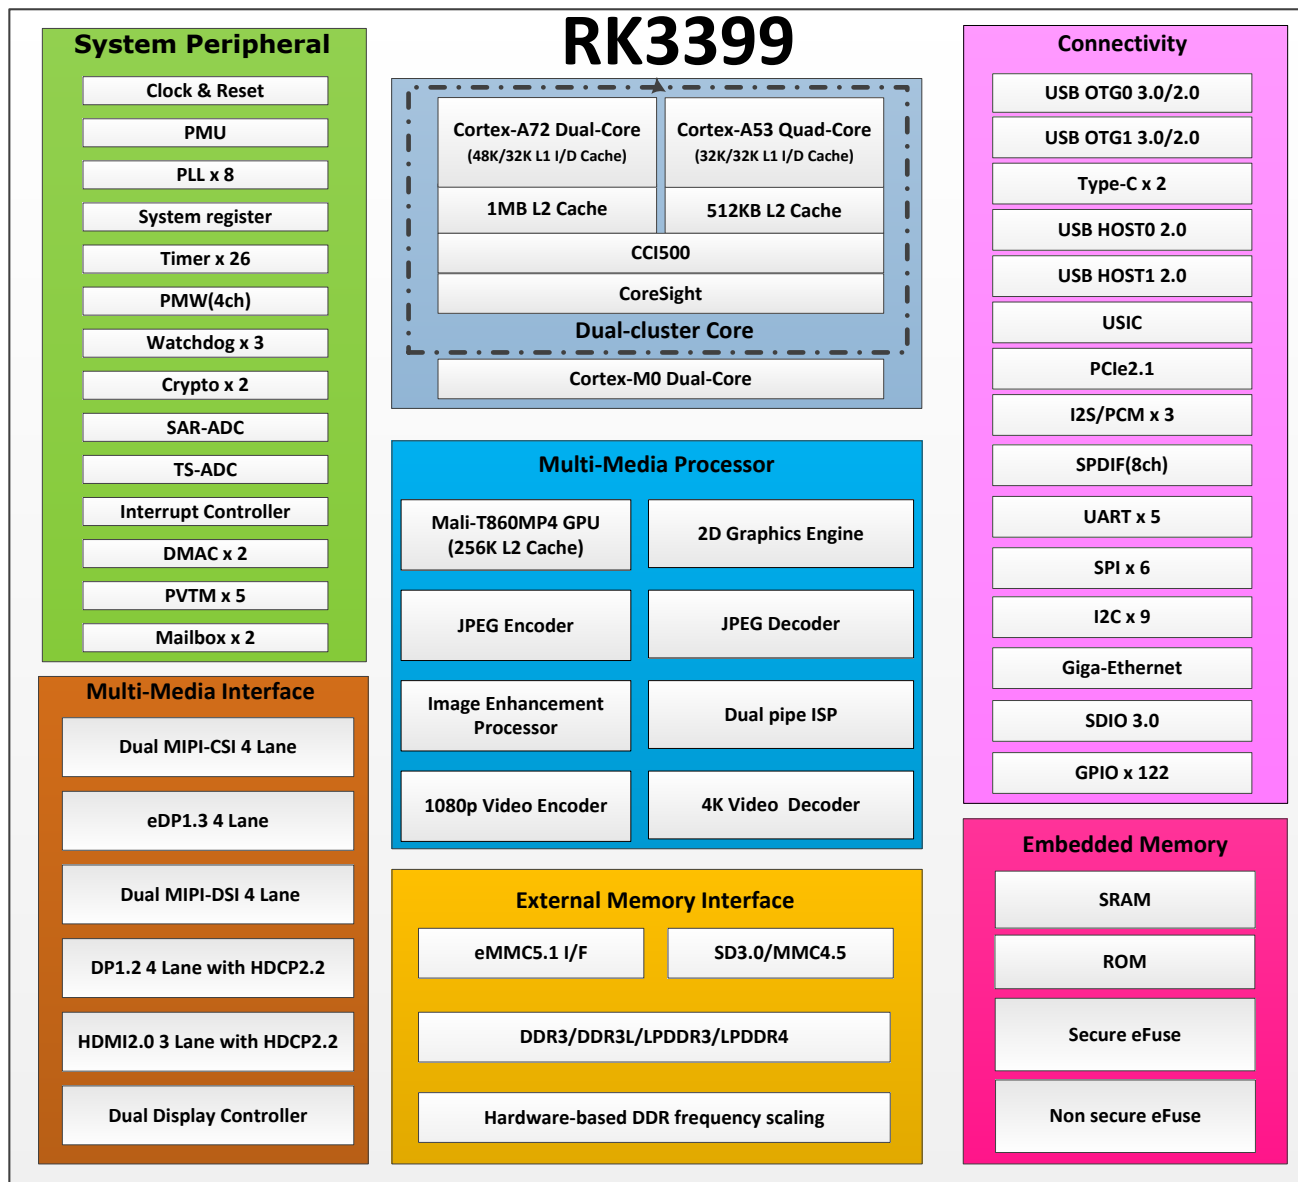 RK3399
System Peripheral
Clock & Reset
PMU
PLL x 8
System register
Timer x 26
PMW(4ch)
Watchdog x 3
Crypto x 2
SAR-ADC
TS-ADC
Interrupt Controller
DMAC x 2
PVTM x 5
Mailbox x 2
Multi-Media Interface
Dual MIPI-CSI 4 Lane
eDP1.3 4 Lane
Dual MIPI-DSI 4 Lane
DP1.2 4 Lane with HDCP2.2
HDMI2.0 3 Lane with HDCP2.2
Dual Display Controller
Cortex-A72 Dual-Core
(48K/32K L1 I/D Cache)
1MB L2 Cache
Cortex-A53 Quad-Core
(32K/32K L1 I/D Cache)
512KB L2 Cache
CCI500
CoreSight
Dual-cluster Core
Cortex-M0 Dual-Core
Multi-Media Processor
Mali-T860MP4 GPU
(256K L2 Cache)
2D Graphics Engine
JPEG Encoder
JPEG Decoder
Image Enhancement
Processor
Dual pipe ISP
1080p Video Encoder
4K Video Decoder
External Memory Interface
eMMC5.1 I/F
SD3.0/MMC4.5
DDR3/DDR3L/LPDDR3/LPDDR4
Hardware-based DDR frequency scaling
Connectivity
USB OTG0 3.0/2.0
USB OTG1 3.0/2.0
Type-C x 2
USB HOST0 2.0
USB HOST1 2.0
USIC
PCIe2.1
I2S/PCM x 3
SPDIF(8ch)
UART x 5
SPI x 6
I2C x 9
Giga-Ethernet
SDIO 3.0
GPIO x 122
Embedded Memory
SRAM
ROM
Secure eFuse
Non secure eFuse